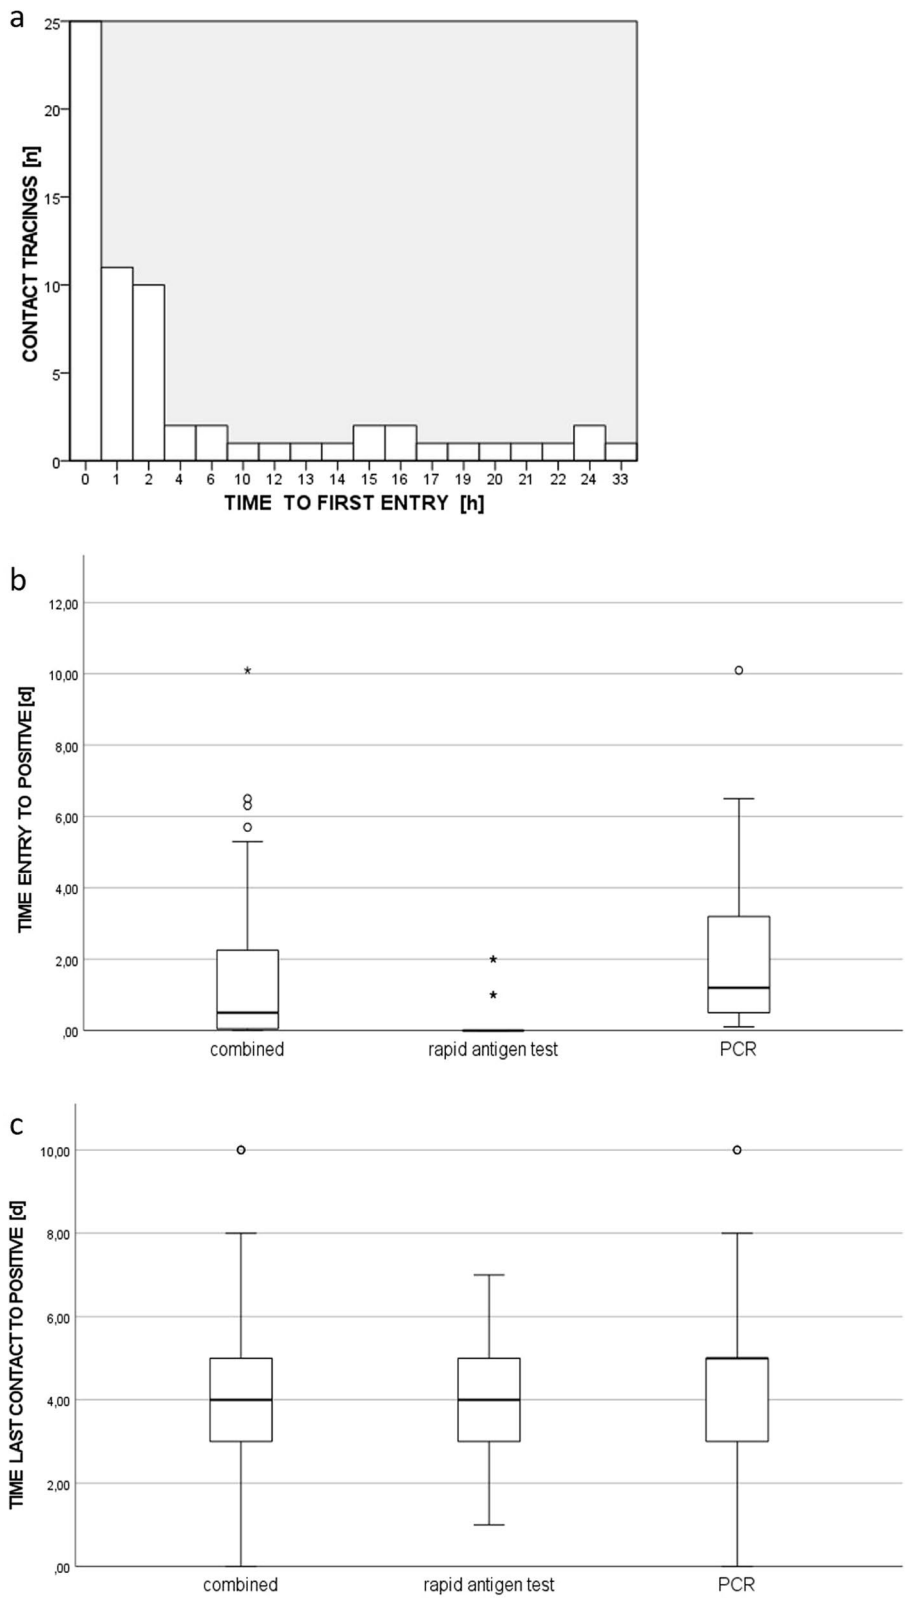 a
CONTACT TRACINGS [n]
25
20
15
10
5
0
0 1 2 4 6 10 12 13 14 15 16 17 19 20 21 22 24 33
TIME TO FIRST ENTRY [h]
b
TIME ENTRY TO POSITIVE [d]
12,00
10,00
8,00
6,00
4,00
2,00
,00
combined rapid antigen test PCR
c
TIME LAST CONTACT TO POSITIVE [d]
10,00
8,00
6,00
4,00
2,00
,00
combined rapid antigen test PCR